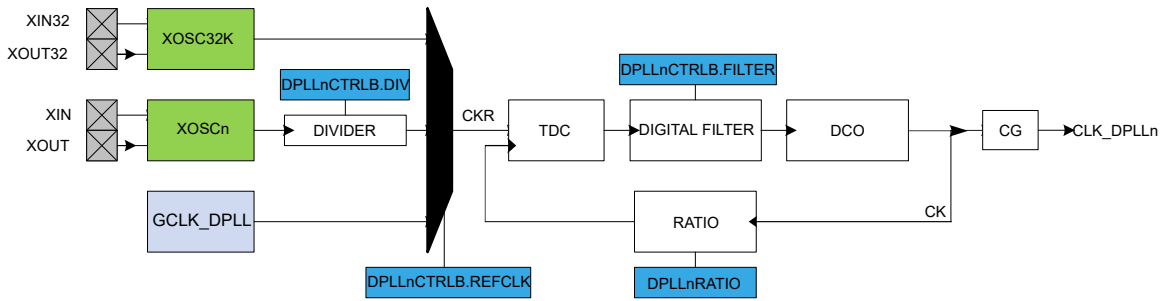 XIN32
XOUT32
XOSC32K
DPLLnCTRLB.DIV
DPLLnCTRLB.FILTER
XIN
XOUT
XOSCn
DIVIDER
CKR
TDC
DIGITAL FILTER
DCO
CG
CLK_DPLLn
GCLK_DPLL
RATIO
CK
DPLLnCTRLB.REFCLK
DPLLnRATIO